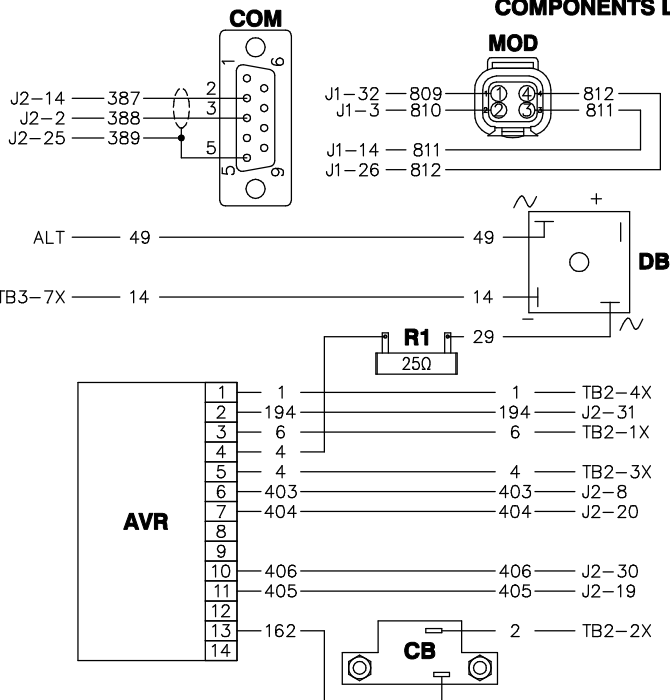 COMPONENTS L
COM
MOD
1
6
J2-14 387 2
J2-2 388 3
J2-25 389
5
5
9
J1-32 809 1 4 812
J1-3 810 2 3 811
J1-14 811
J1-26 812
+
ALT 49 49
DB
TB3-7X 14 14
−
R1 29
25Ω
AVR
1 1 1 TB2-4X
2 194 194 J2-31
3 6 6 TB2-1X
4 4
5 4 4 TB2-3X
6 403 403 J2-8
7 404 404 J2-20
8
9
10 406 406 J2-30
11 405 405 J2-19
12
13 162 2 TB2-2X
14
CB